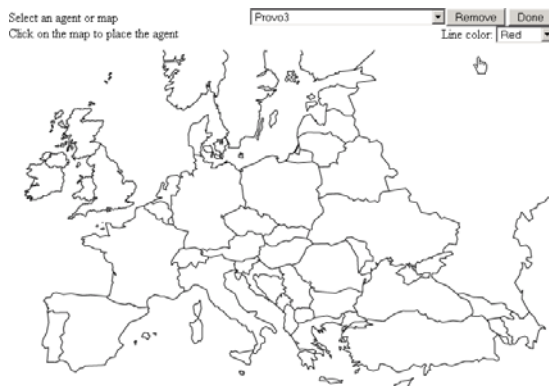 Select an agent or map Provo3 Remove Done
Click on the map to place the agent Line color: Red